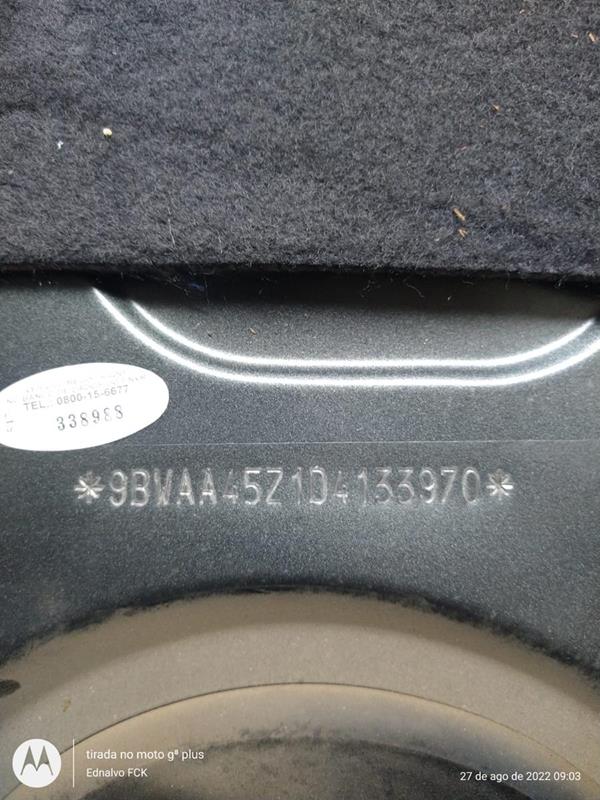 TEL.: 0800-15-6677
338988
*9BWAA45Z1D4133970*
tirada no moto g⁸ plus
Ednalvo FCK
27 de ago de 2022 09:03